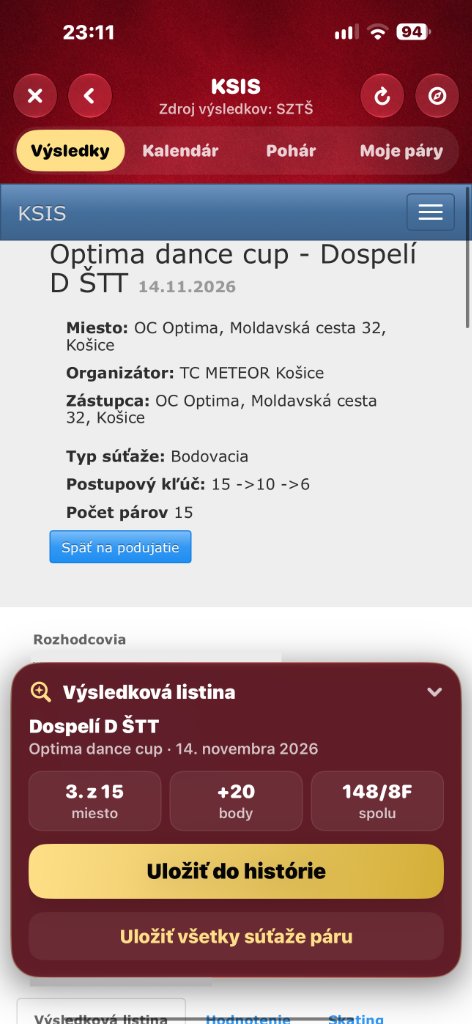 23:11
94
KSIS
Zdroj výsledkov: SZTŠ
Výsledky
Kalendár
Pohár
Moje páry
KSIS
Optima dance cup - Dospelí
D ŠTT 14.11.2026
Miesto: OC Optima, Moldavská cesta 32,
Košice
Organizátor: TC METEOR Košice
Zástupca: OC Optima, Moldavská cesta
32, Košice
Typ súťaže: Bodovacia
Postupový kľúč: 15 ->10 ->6
Počet párov 15
Späť na podujatie
Rozhodcovia
Výsledková listina
Dospelí D ŠTT
Optima dance cup · 14. novembra 2026
3. z 15
miesto
+20
body
148/8F
spolu
Uložiť do histórie
Uložiť všetky súťaže páru
Výsledková listina
Hodnotenie
Skating